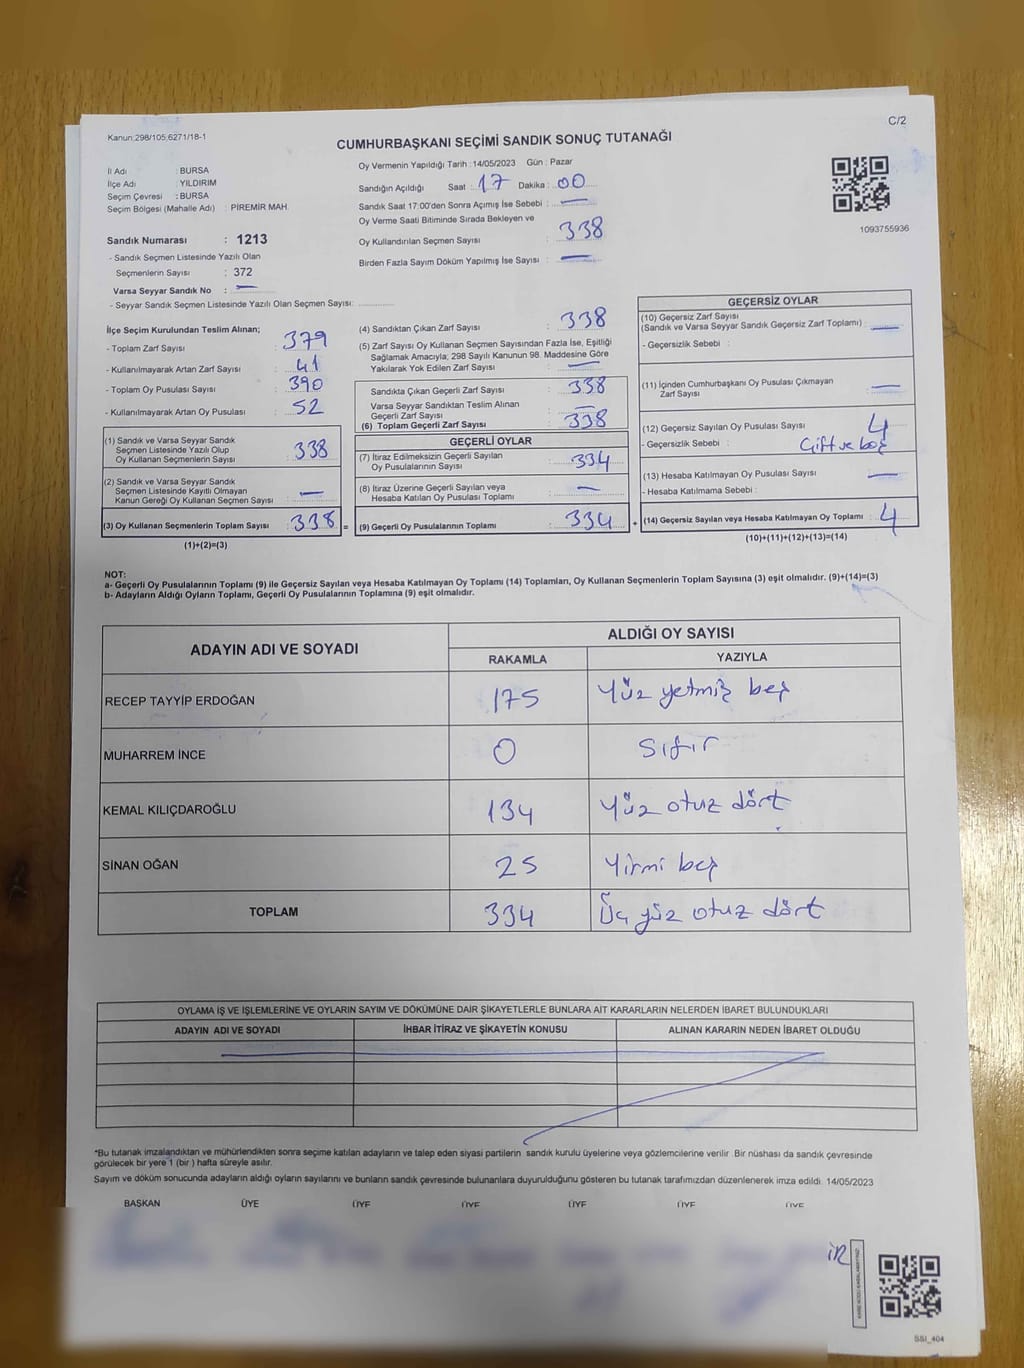 Kanun:298/105,6271/18-1
C/2
CUMHURBAŞKANI SEÇİMİ SANDIK SONUÇ TUTANAĞI
İl Adı : BURSA
İlçe Adı : YILDIRIM
Seçim Çevresi : BURSA
Seçim Bölgesi (Mahalle Adı) : PİREMİR MAH.
Sandık Numarası : 1213
- Sandık Seçmen Listesinde Yazılı Olan
Seçmenlerin Sayısı : 372
Varsa Seyyar Sandık No : —
- Seyyar Sandık Seçmen Listesinde Yazılı Olan Seçmen Sayısı:
Oy Vermenin Yapıldığı Tarih :14/05/2023 Gün : Pazar
Sandığın Açıldığı Saat : 17 Dakika : 00
Sandık Saat 17:00'den Sonra Açımış İse Sebebi : —
Oy Verme Saati Bitiminde Sırada Bekleyen ve
Oy Kullandırılan Seçmen Sayısı : 338
Birden Fazla Sayım Döküm Yapılmış İse Sayısı : —
1093755936
İlçe Seçim Kurulundan Teslim Alınan;
- Toplam Zarf Sayısı : 379
- Kullanılmayarak Artan Zarf Sayısı : 41
- Toplam Oy Pusulası Sayısı : 390
- Kullanılmayarak Artan Oy Pusulası : 52
(1) Sandık ve Varsa Seyyar Sandık
Seçmen Listesinde Yazılı Olup
Oy Kullanan Seçmenlerin Sayısı : 338
(2) Sandık ve Varsa Seyyar Sandık
Seçmen Listesinde Kayıtlı Olmayan
Kanun Gereği Oy Kullanan Seçmen Sayısı : —
(3) Oy Kullanan Seçmenlerin Toplam Sayısı : 338 =
(1)+(2)=(3)
(4) Sandıktan Çıkan Zarf Sayısı : 338
(5) Zarf Sayısı Oy Kullanan Seçmen Sayısından Fazla İse, Eşitliği
Sağlamak Amacıyla; 298 Sayılı Kanunun 98. Maddesine Göre
Yakılarak Yok Edilen Zarf Sayısı : —
Sandıkta Çıkan Geçerli Zarf Sayısı : 338
Varsa Seyyar Sandıktan Teslim Alınan
Geçerli Zarf Sayısı : —
(6) Toplam Geçerli Zarf Sayısı : 338
GEÇERLİ OYLAR
(7) İtiraz Edilmeksizin Geçerli Sayılan
Oy Pusulalarının Sayısı : 334
(8) İtiraz Üzerine Geçerli Sayılan veya
Hesaba Katılan Oy Pusulası Toplamı : —
(9) Geçerli Oy Pusulalarının Toplamı : 334 +
GEÇERSİZ OYLAR
(10) Geçersiz Zarf Sayısı
(Sandık ve Varsa Seyyar Sandık Geçersiz Zarf Toplamı) : —
- Geçersizlik Sebebi :
(11) İçinden Cumhurbaşkanı Oy Pusulası Çıkmayan
Zarf Sayısı : —
(12) Geçersiz Sayılan Oy Pusulası Sayısı : 4
- Geçersizlik Sebebi : Çift ve boş
(13) Hesaba Katılmayan Oy Pusulası Sayısı : —
- Hesaba Katılmama Sebebi :
(14) Geçersiz Sayılan veya Hesaba Katılmayan Oy Toplamı : 4
(10)+(11)+(12)+(13)=(14)
NOT:
a- Geçerli Oy Pusulalarının Toplamı (9) ile Geçersiz Sayılan veya Hesaba Katılmayan Oy Toplamı (14) Toplamları, Oy Kullanan Seçmenlerin Toplam Sayısına (3) eşit olmalıdır. (9)+(14)=(3)
b- Adayların Aldığı Oyların Toplamı, Geçerli Oy Pusulalarının Toplamına (9) eşit olmalıdır.
ADAYIN ADI VE SOYADI
ALDIĞI OY SAYISI
RAKAMLA YAZIYLA
RECEP TAYYİP ERDOĞAN 175 Yüz yetmiş beş
MUHARREM İNCE 0 Sıfır
KEMAL KILIÇDAROĞLU 134 Yüz otuz dört
SİNAN OĞAN 25 Yirmi beş
TOPLAM 334 Üç yüz otuz dört
OYLAMA İŞ VE İŞLEMLERİNE VE OYLARIN SAYIM VE DÖKÜMÜNE DAİR ŞİKAYETLERLE BUNLARA AİT KARARLARIN NELERDEN İBARET BULUNDUKLARI
ADAYIN ADI VE SOYADI İHBAR İTİRAZ VE ŞİKAYETİN KONUSU ALINAN KARARIN NEDEN İBARET OLDUĞU
*Bu tutanak imzalandıktan ve mühürlendikten sonra seçime katılan adayların ve talep eden siyasi partilerin sandık kurulu üyelerine veya gözlemcilerine verilir. Bir nüshası da sandık çevresinde
görülecek bir yere 1 (bir ) hafta süreyle asılır.
Sayım ve döküm sonucunda adayların aldığı oyların sayılarını ve bunların sandık çevresinde bulunanlara duyurulduğunu gösteren bu tutanak tarafımızdan düzenlenerek imza edildi. 14/05/2023
BAŞKAN ÜYE ÜYE ÜYE ÜYE ÜYE ÜYE
SSI_404